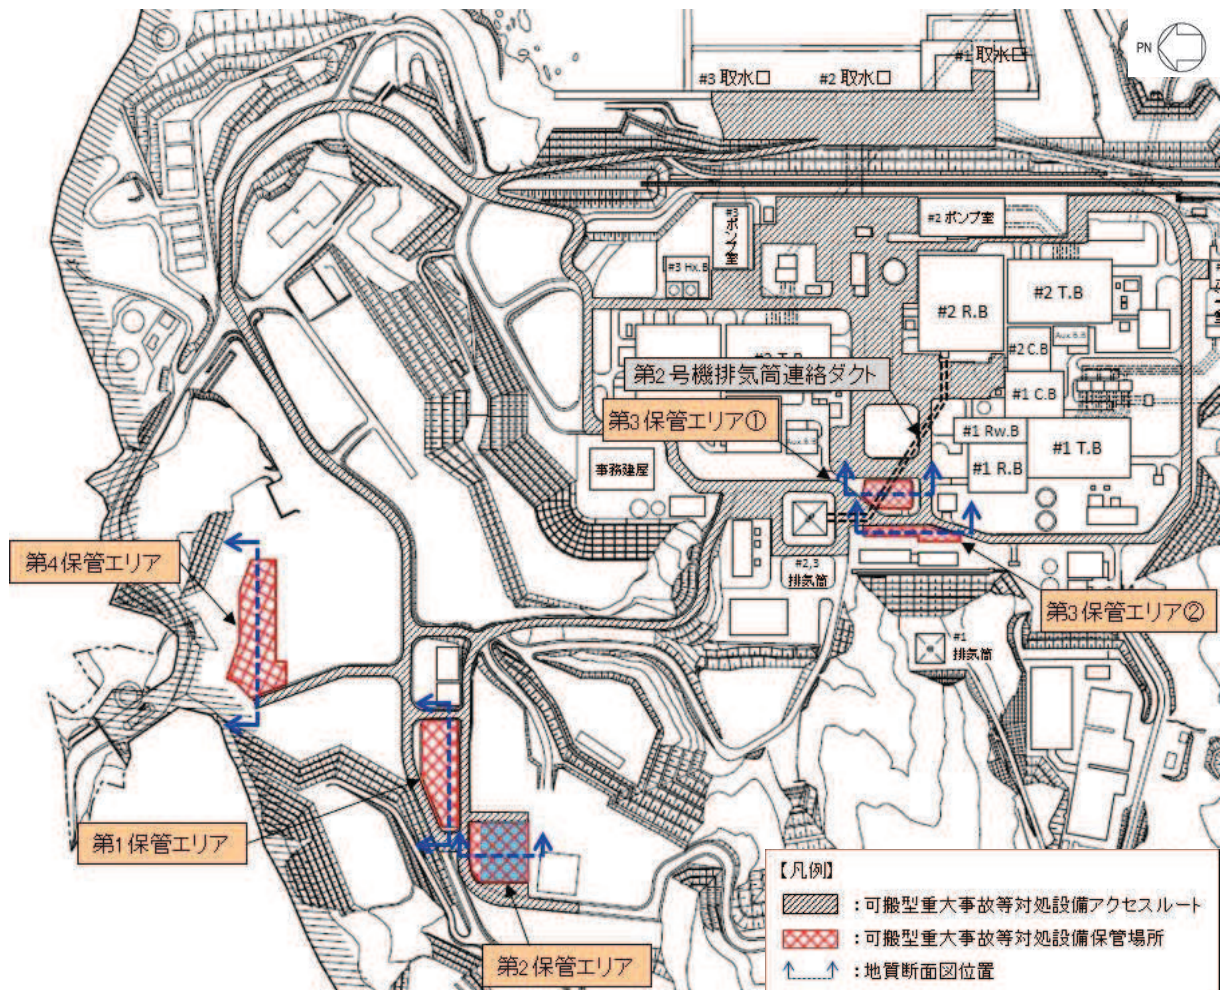 PN
#1 取水口
#3 取水口
#2 取水口
#3 ポンプ室
#2 ポンプ室
#3 Hx.B
#2 R.B
#2 T.B
#2 C.B
Aux.B.B
第2号機排気筒連絡ダクト
#1 C.B
第3保管エリア①
#1 Rw.B
#1 T.B
#1 R.B
事務建屋
第4保管エリア
#2,3
排気筒
第3保管エリア②
#1
排気筒
第1保管エリア
第2保管エリア
【凡例】
：可搬型重大事故等対処設備アクセスルート
：可搬型重大事故等対処設備保管場所
：地質断面図位置